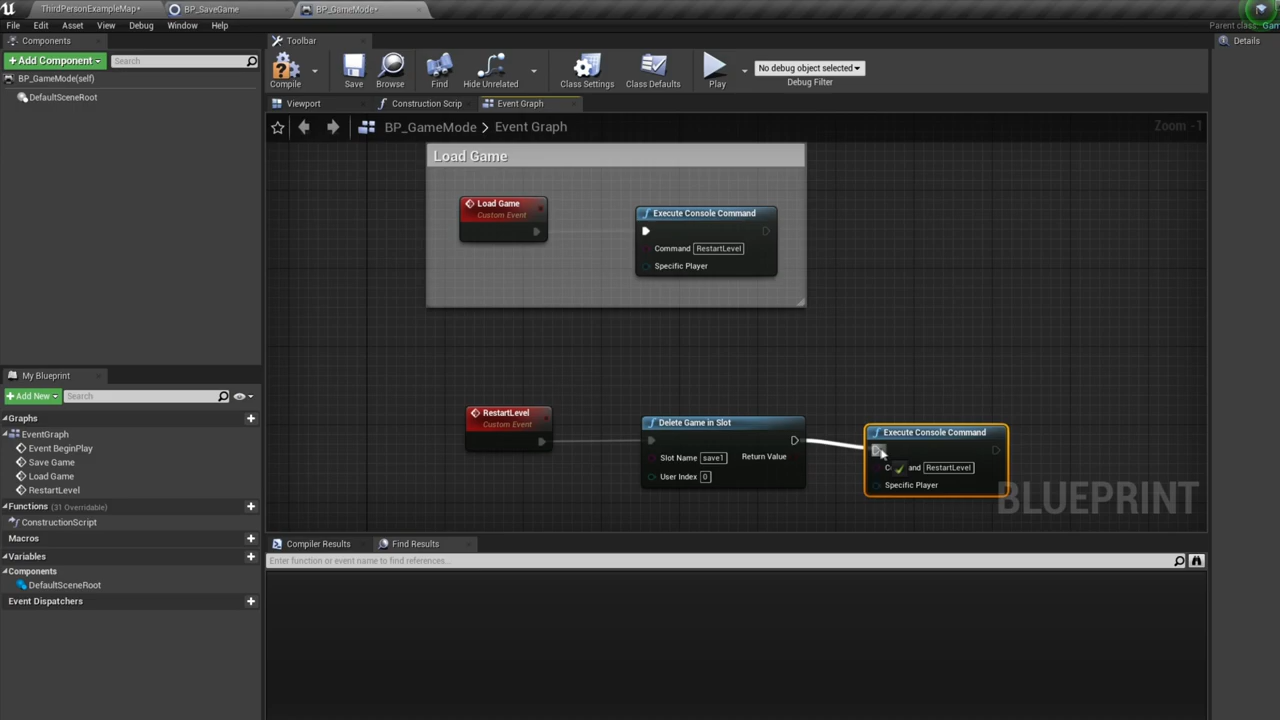 ThirdPersonExampleMap*
BP_SaveGame
BP_GameMode*
File Edit Asset View Debug Window Help
Parent class: Gam
Components
Toolbar
Details
+Add Component
Search
Compile
Save
Browse
Find
Hide Unrelated
Class Settings
Class Defaults
Play
No debug object selected
Debug Filter
BP_GameMode(self)
DefaultSceneRoot
Viewport
Construction Scrip
Event Graph
BP_GameMode > Event Graph
Zoom -1
Load Game
Load Game
Custom Event
Execute Console Command
Command RestartLevel
Specific Player
My Blueprint
+Add New
Search
Graphs
EventGraph
Event BeginPlay
Save Game
Load Game
RestartLevel
Functions (31 Overridable)
ConstructionScript
Macros
Variables
Components
DefaultSceneRoot
Event Dispatchers
RestartLevel
Custom Event
Delete Game in Slot
Slot Name save1 Return Value
User Index 0
Execute Console Command
RestartLevel
Specific Player
BLUEPRINT
Compiler Results
Find Results
Enter function or event name to find references...